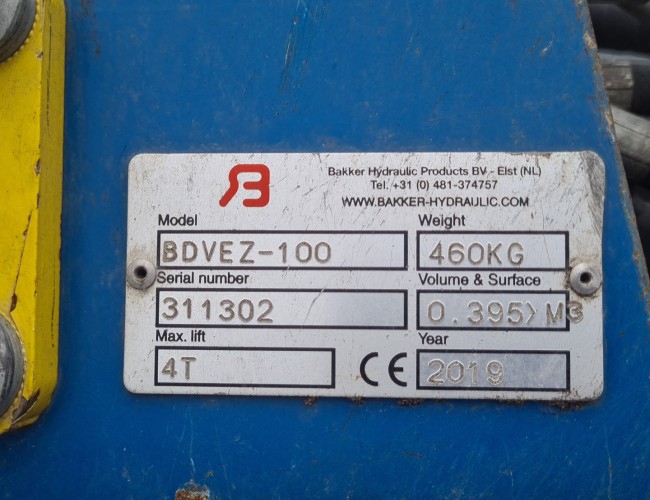 Bakker Hydraulic Products BV - Elst (NL)
Tel. +31 (0) 481-374757
WWW.BAKKER-HYDRAULIC.COM
Model
Weight
BDVEZ-100
460KG
Serial number
Volume & Surface
311302
0.395> M3
Max. lift
Year
4T
CE
2019